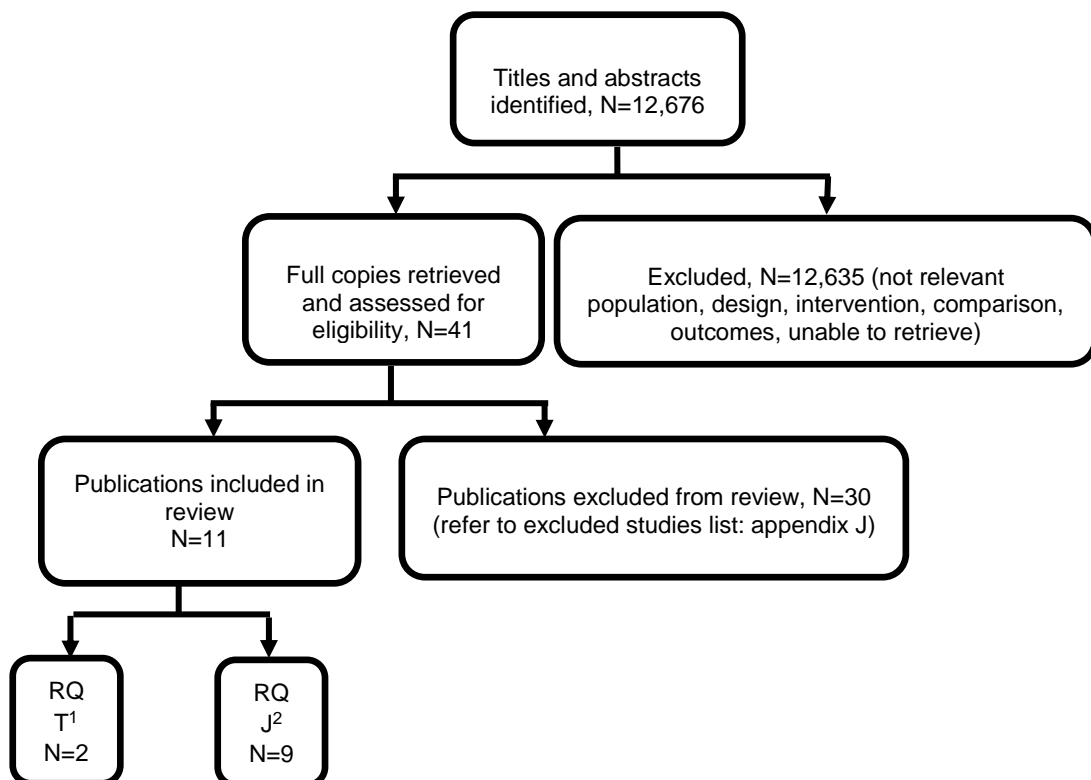 Titles and abstracts
identified, N=12,676
Full copies retrieved
and assessed for
eligibility, N=41
Excluded, N=12,635 (not relevant
population, design, intervention, comparison,
outcomes, unable to retrieve)
Publications included in
review
N=11
Publications excluded from review, N=30
(refer to excluded studies list: appendix J)
RQ
T¹
N=2
RQ
J²
N=9